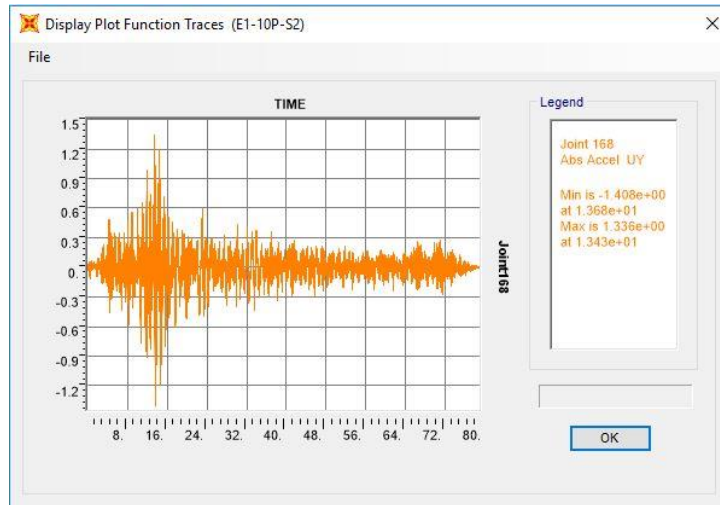 Display Plot Function Traces (E1-10P-S2)
File
TIME
1.5
1.2
0.9
0.6
0.3
0.
-0.3
-0.6
-0.9
-1.2
8. 16. 24. 32. 40. 48. 56. 64. 72. 80.
Joint168
Legend
Joint 168
Abs Accel UY
Min is -1.408e+00
at 1.368e+01
Max is 1.336e+00
at 1.343e+01
OK